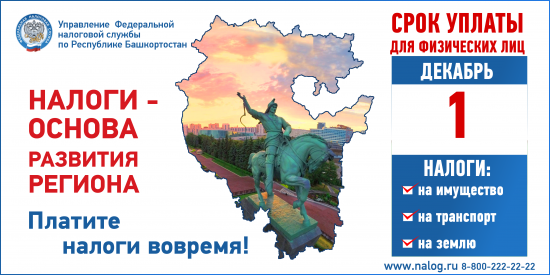 Управление Федеральной
налоговой службы
по Республике Башкортостан
НАЛОГИ -
ОСНОВА
РАЗВИТИЯ
РЕГИОНА
Платите
налоги вовремя!
СРОК УПЛАТЫ
ДЛЯ ФИЗИЧЕСКИХ ЛИЦ
ДЕКАБРЬ
1
НАЛОГИ:
на имущество
на транспорт
на землю
www.nalog.ru 8-800-222-22-22